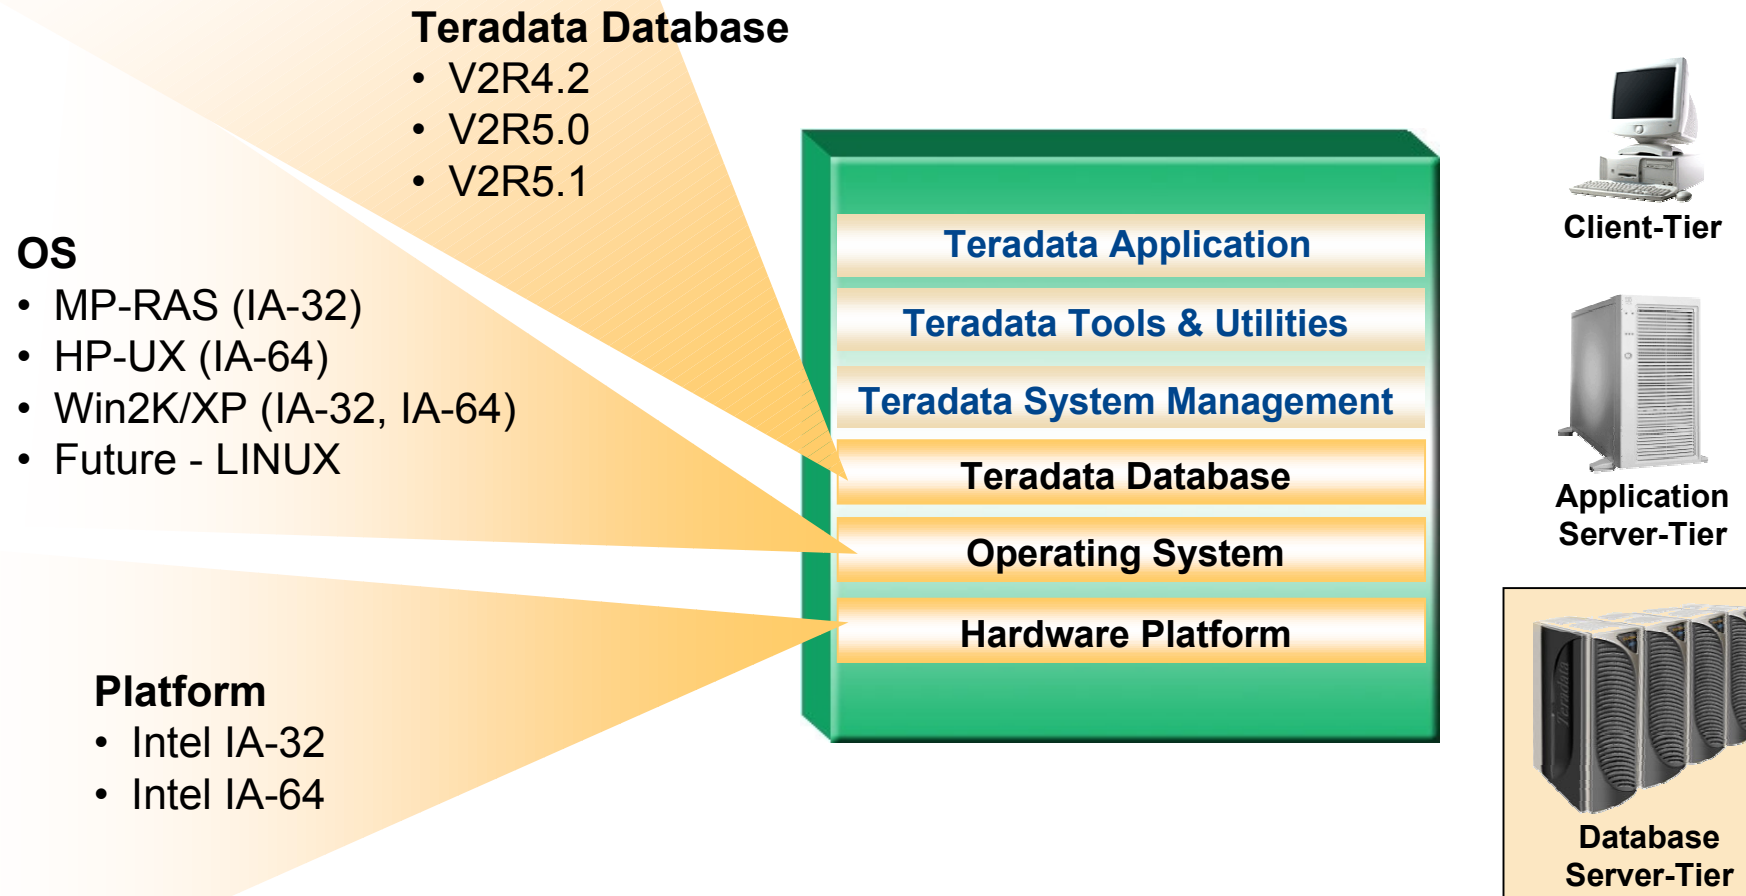 Teradata Database
• V2R4.2
• V2R5.0
• V2R5.1
OS
• MP-RAS (IA-32)
• HP-UX (IA-64)
• Win2K/XP (IA-32, IA-64)
• Future - LINUX
Platform
• Intel IA-32
• Intel IA-64
Teradata Application
Teradata Tools & Utilities
Teradata System Management
Teradata Database
Operating System
Hardware Platform
Client-Tier
Application
Server-Tier
Teradata
Database
Server-Tier